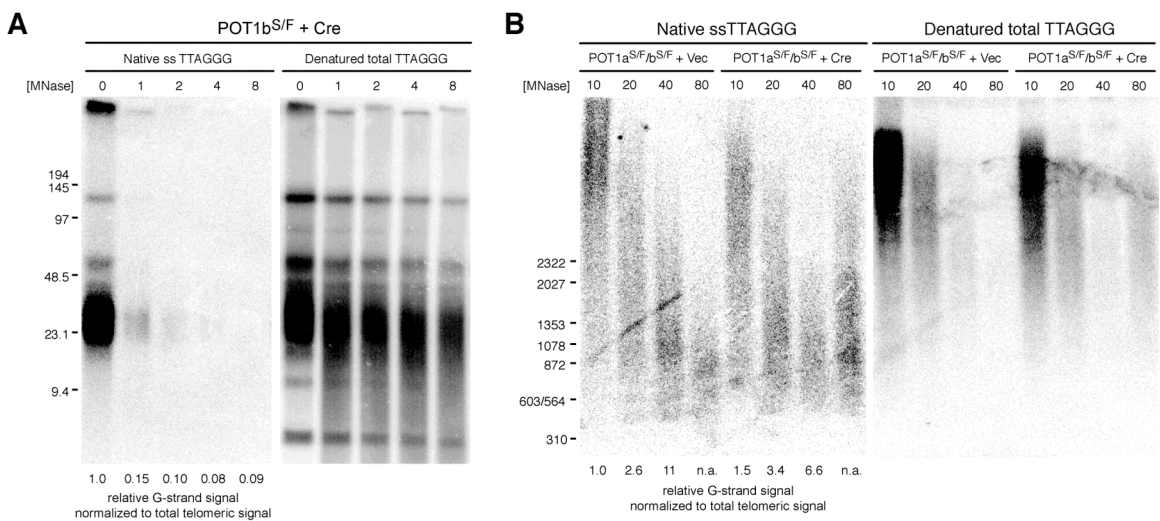 A
POT1b^S/F + Cre
Native ss TTAGGG
Denatured total TTAGGG
[MNase] 0 1 2 4 8 0 1 2 4 8
194
145
97
48.5
23.1
9.4
1.0 0.15 0.10 0.08 0.09
relative G-strand signal
normalized to total telomeric signal
B
Native ssTTAGGG
Denatured total TTAGGG
POT1a^S/F/b^S/F + Vec POT1a^S/F/b^S/F + Cre POT1a^S/F/b^S/F + Vec POT1a^S/F/b^S/F + Cre
[MNase] 10 20 40 80 10 20 40 80 10 20 40 80 10 20 40 80
2322
2027
1353
1078
872
603/564
310
1.0 2.6 11 n.a. 1.5 3.4 6.6 n.a.
relative G-strand signal
normalized to total telomeric signal